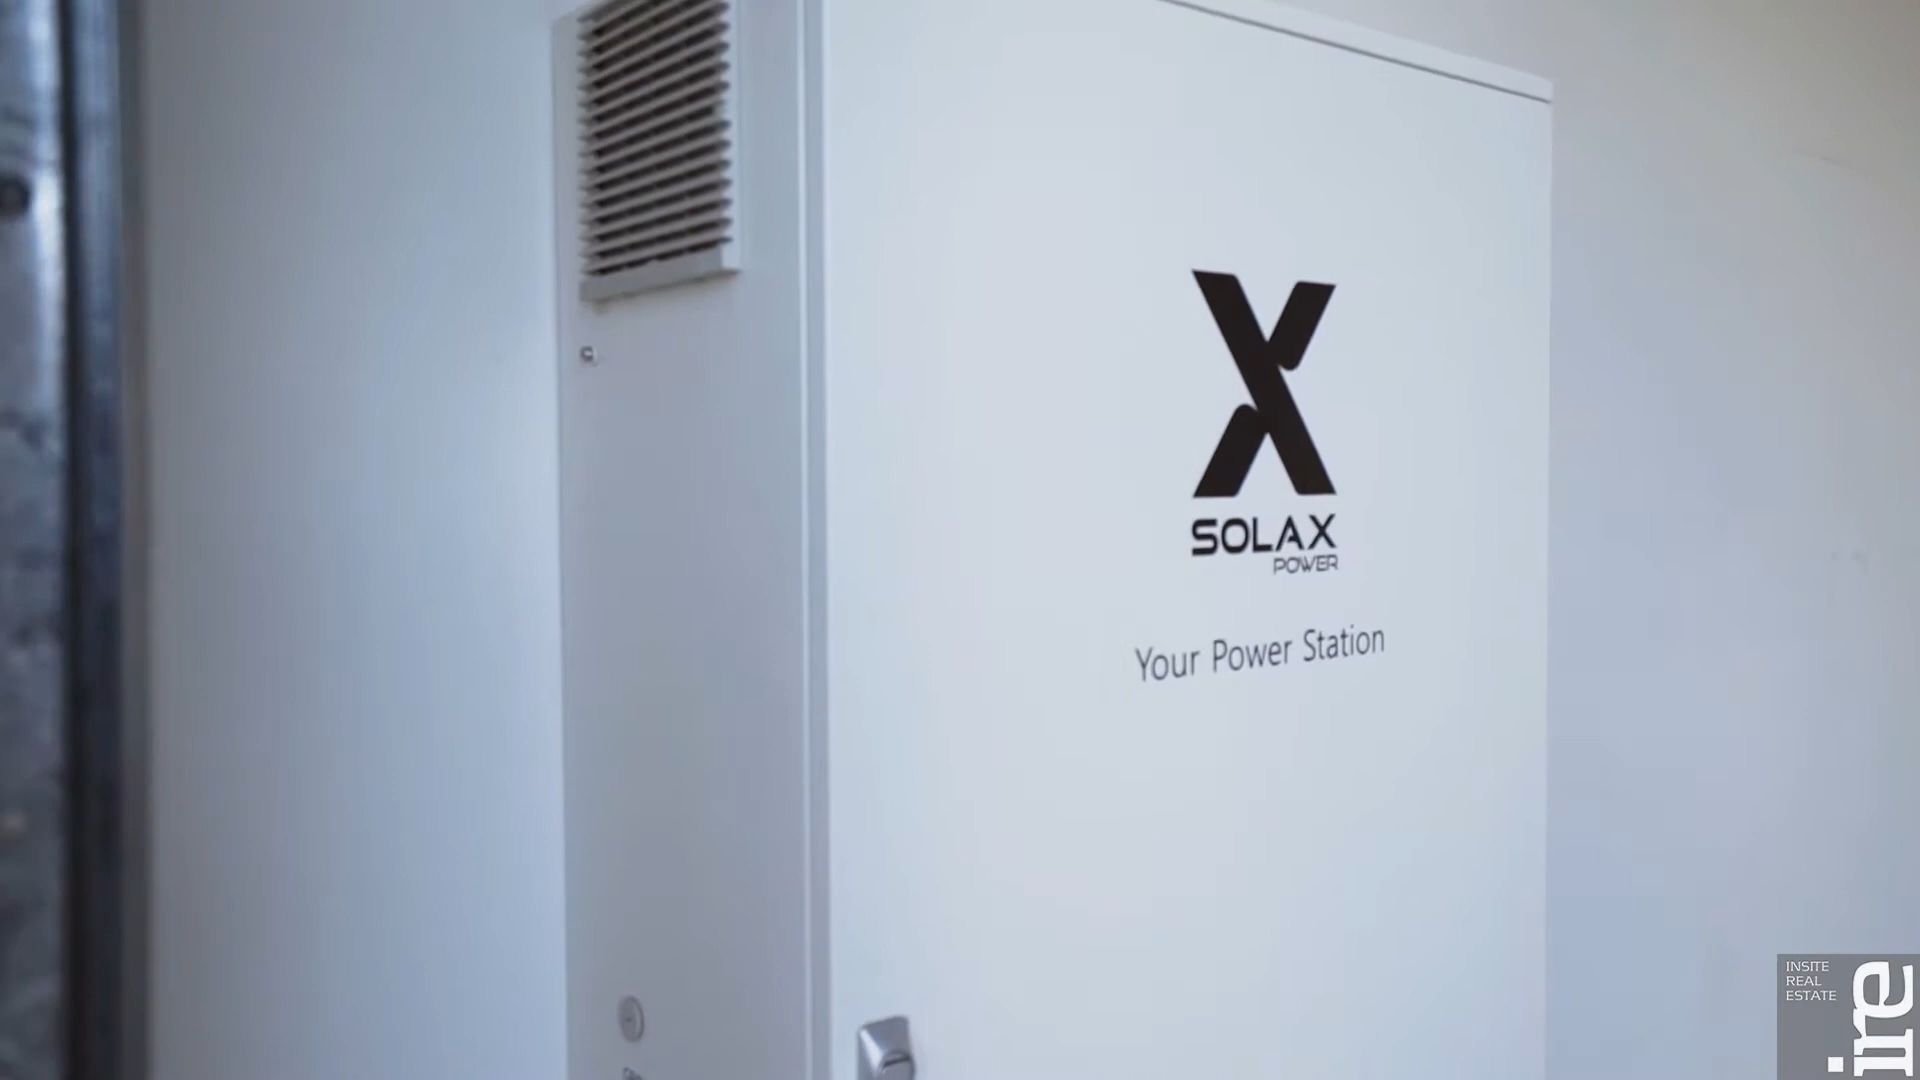 X
SOLAX
POWER
Your Power Station
INSITE
REAL
ESTATE
ire